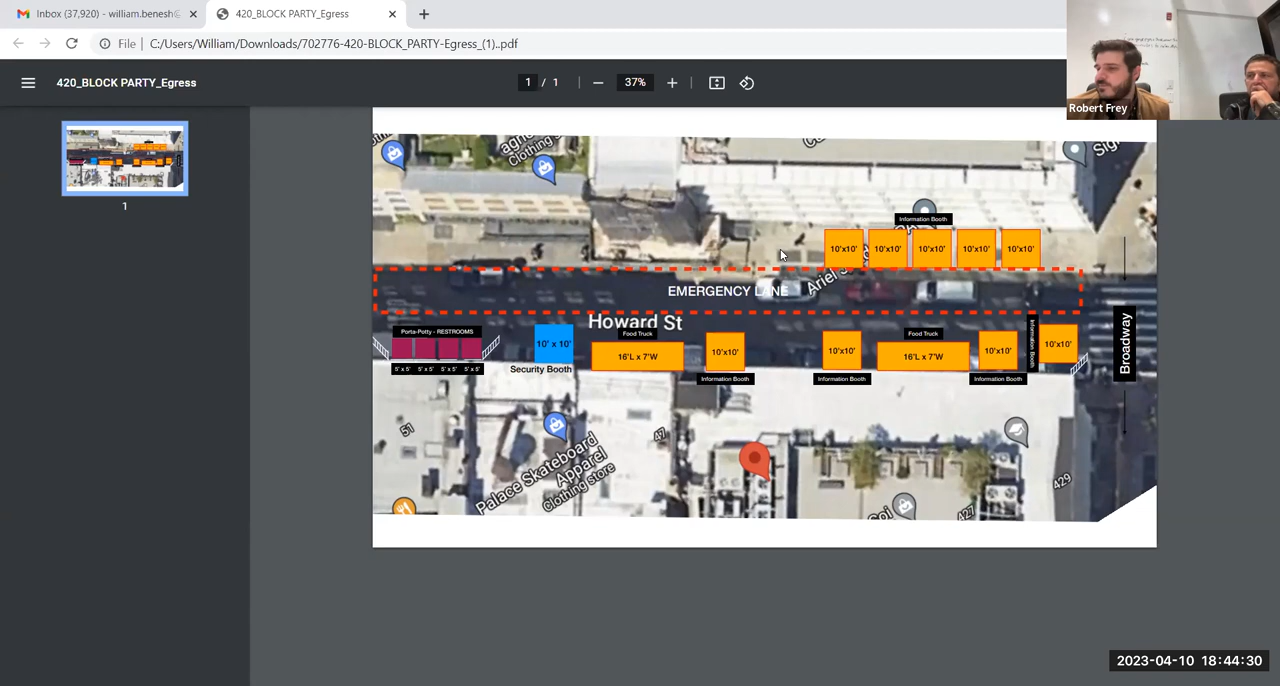 Inbox (37,920) - william.benesh@
420_BLOCK PARTY_Egress
File
C:/Users/William/Downloads/702776-420-BLOCK_PARTY-Egress_(1)..pdf
420_BLOCK PARTY_Egress
1 / 1
37%
Robert Frey
1
Clothing
Sig
Information Booth
10'x10'
10'x10'
10'x10'
10'x10'
10'x10'
EMERGENCY LANE
Ariel
Howard St
Porta-Potty - RESTROOMS
5' x 5'
5' x 5'
5' x 5'
5' x 5'
10' x 10'
Security Booth
Food Truck
16'L x 7'W
10'x10'
Information Booth
10'x10'
Information Booth
Food Truck
16'L x 7'W
10'x10'
Information Booth
Information Booth
10'x10'
Broadway
51
47
Palace Skateboard
Apparel
Clothing store
429
427
2023-04-10 18:44:30